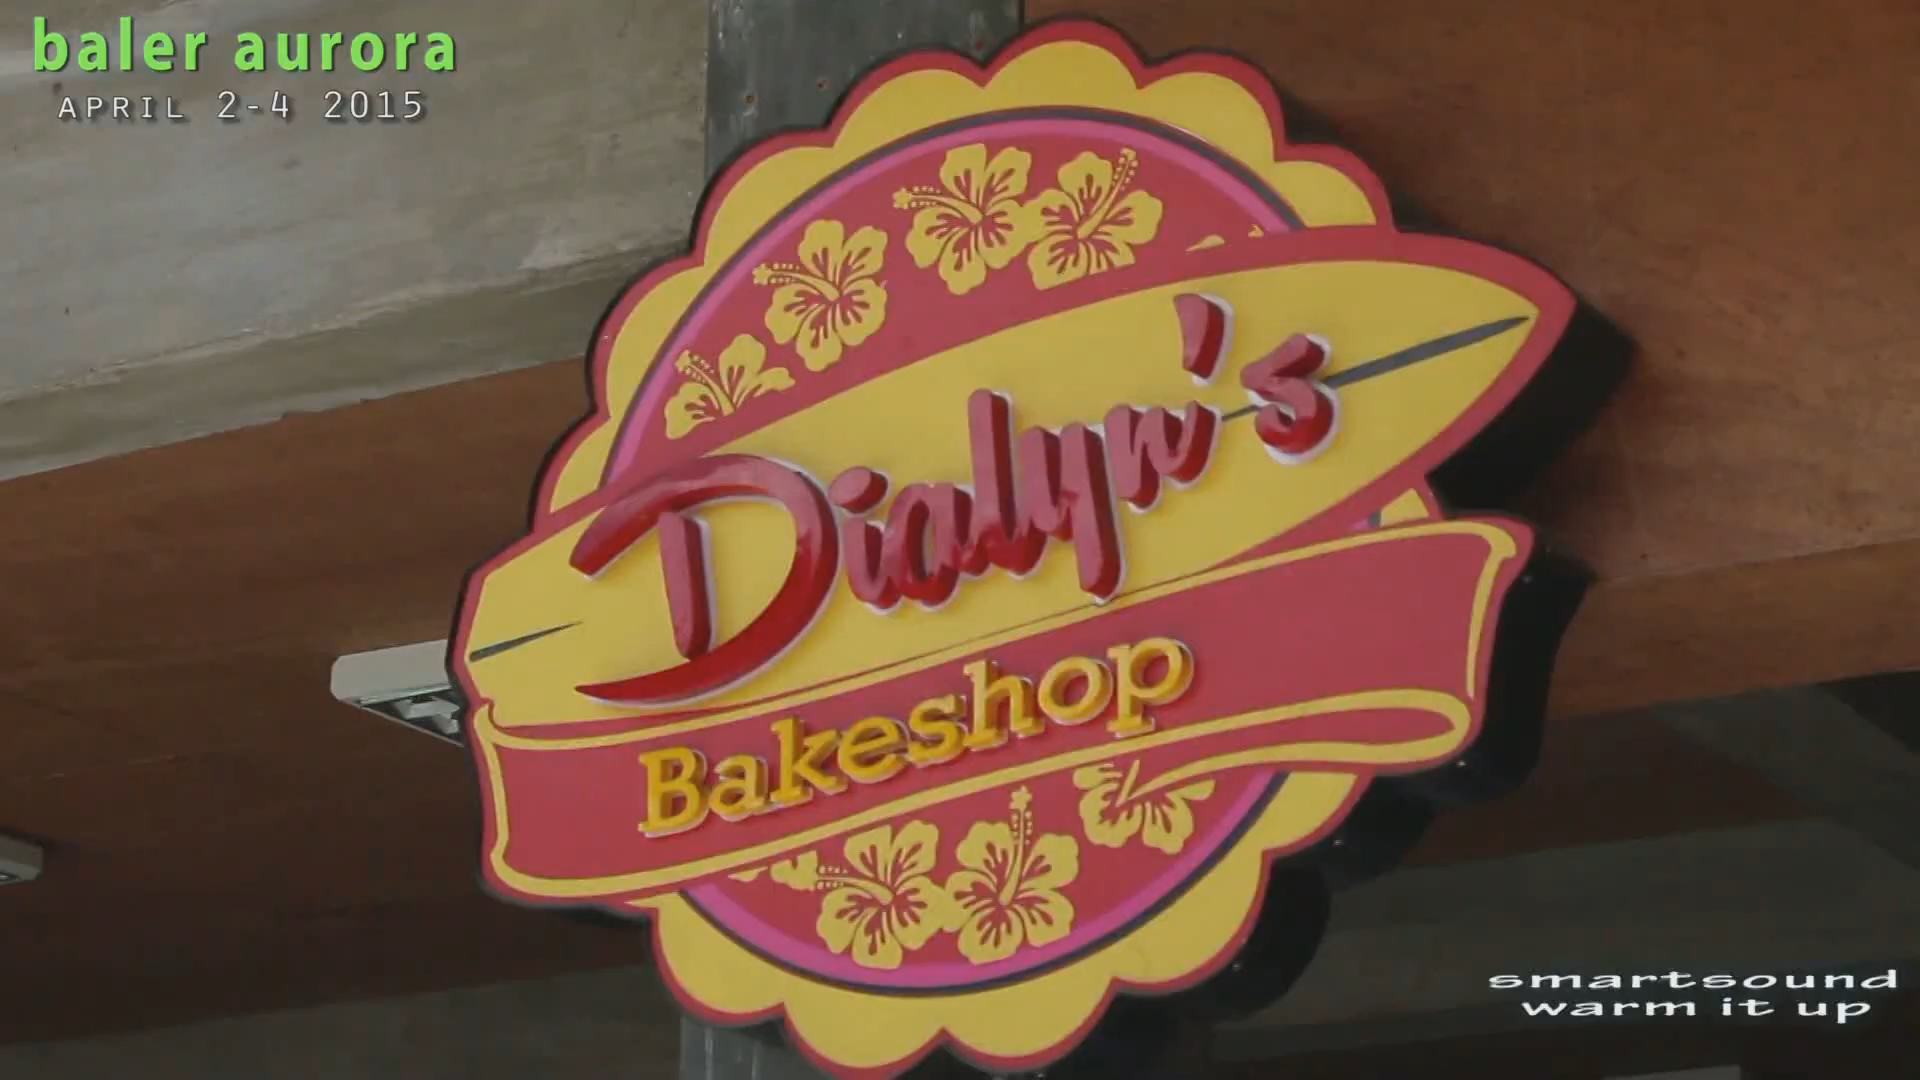 baler aurora
APRIL 2-4 2015
Dialyn's
Bakeshop
smartsound
warm it up